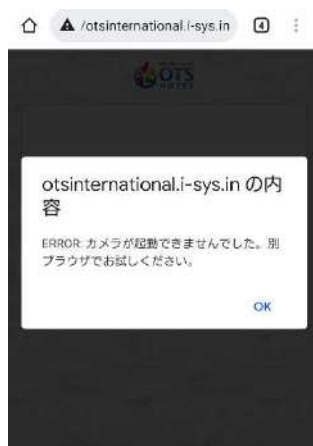 /otsinternational.i-sys.in
4
OTS
HOTEL
otsinternational.i-sys.in の内
容
ERROR: カメラが起動できませんでした。別
ブラウザでお試しください。
OK